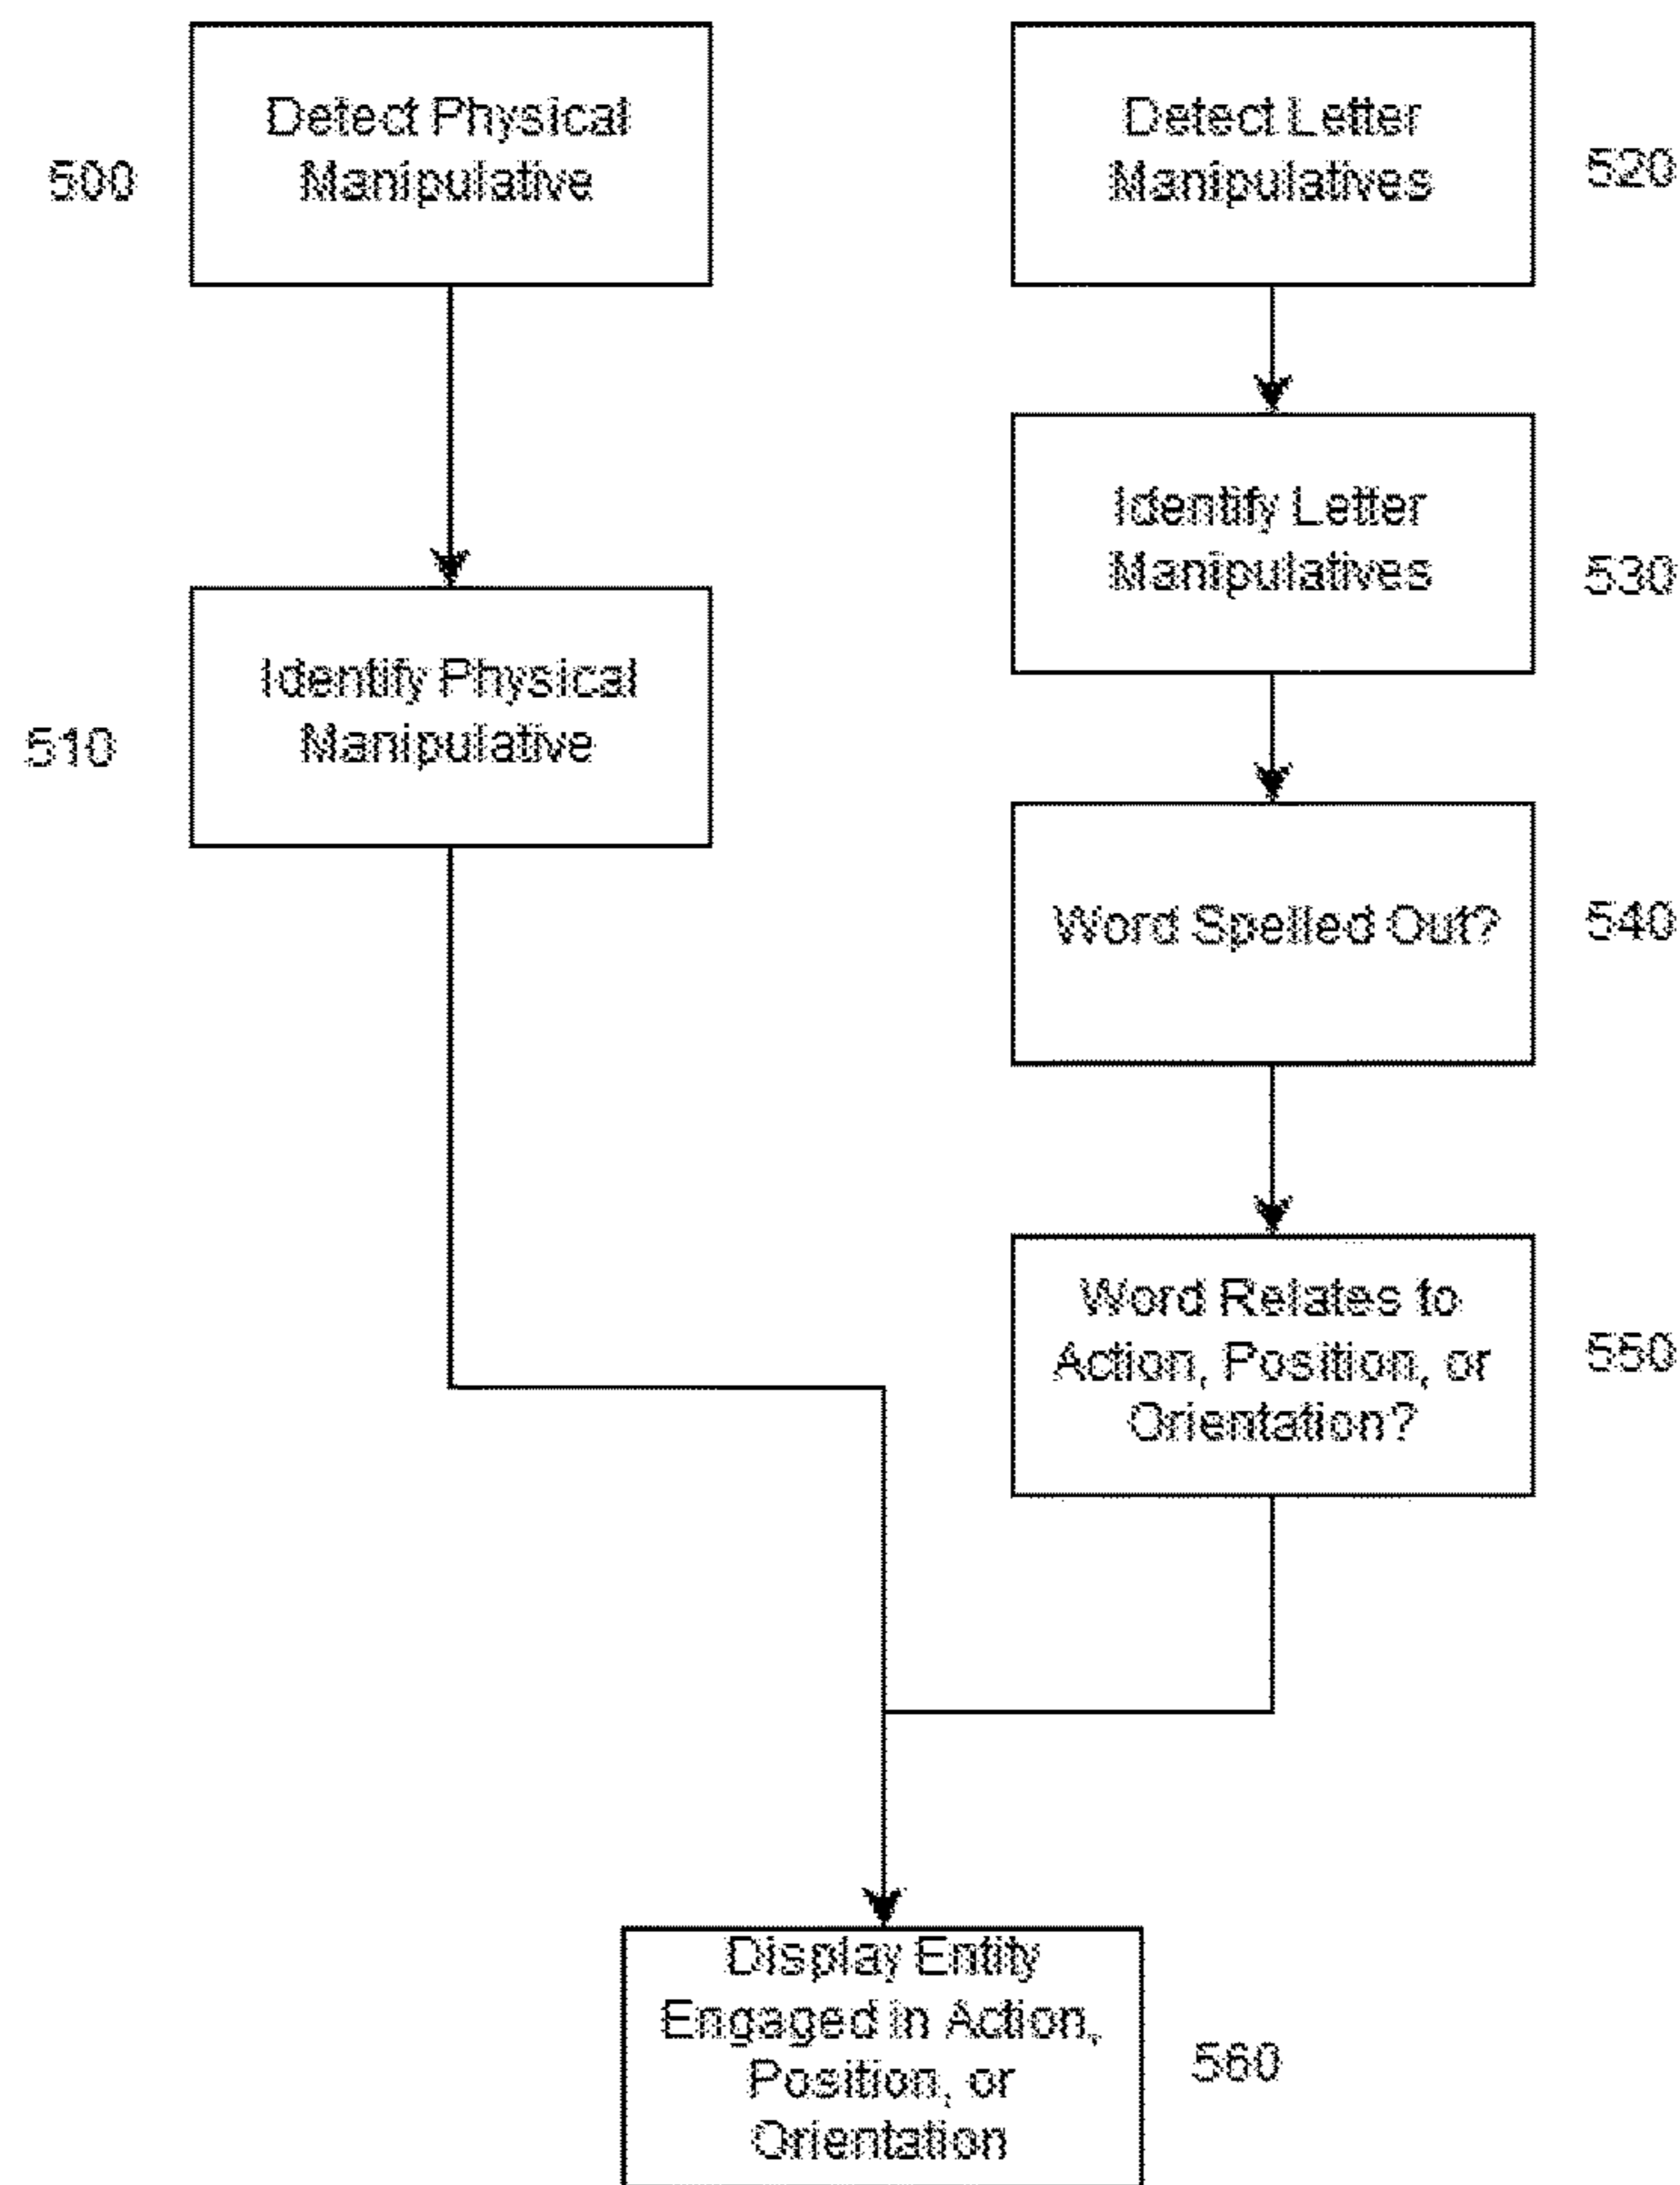 Detect Physical
Manipulative
500
Detect Letter
Manipulatives
520
Identify Letter
Manipulatives
530
Identify Physical
Manipulative
510
Word Spelled Out?
540
Word Relates to
Action, Position, or
Orientation?
550
Display Entity
Engaged in Action,
Position, or
Orientation
560